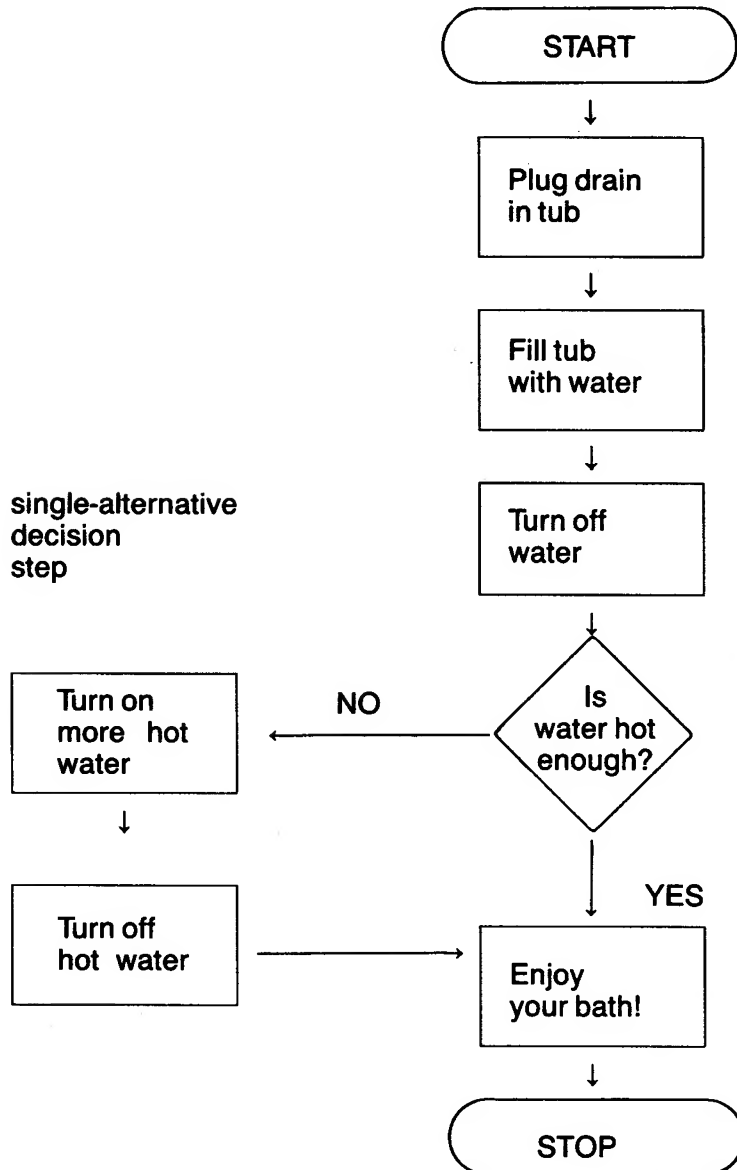 START
Plug drain
in tub
Fill tub
with water
single-alternative
decision
step
Turn off
water
Is
water hot
enough?
NO
Turn on
more hot
water
YES
Turn off
hot water
Enjoy
your bath!
STOP